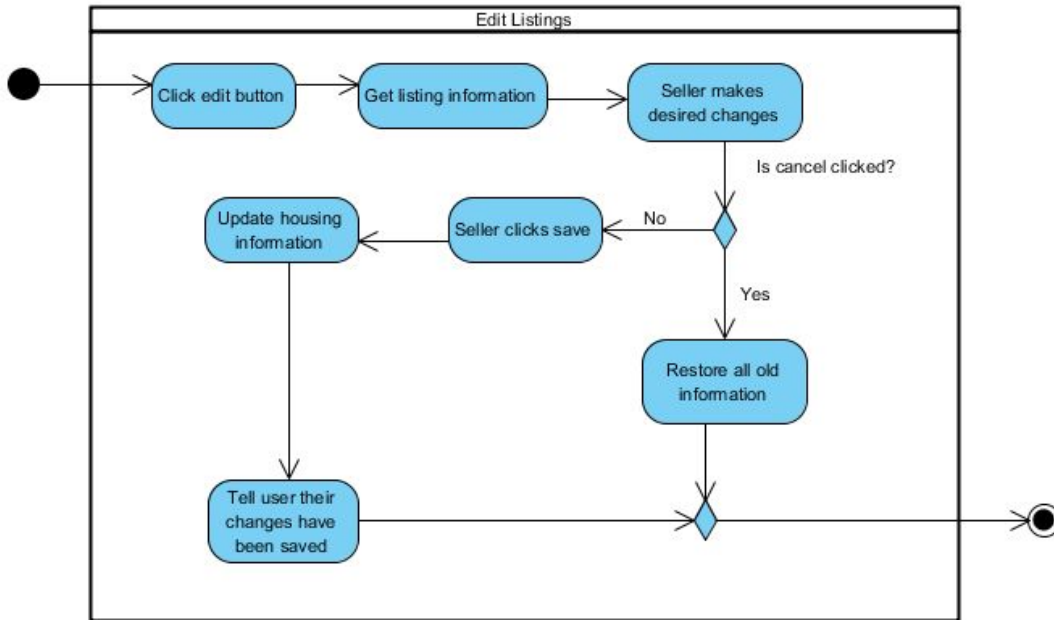 Edit Listings
Click edit button
Get listing information
Seller makes
desired changes
Is cancel clicked?
Update housing
information
Seller clicks save
No
Yes
Restore all old
information
Tell user their
changes have
been saved